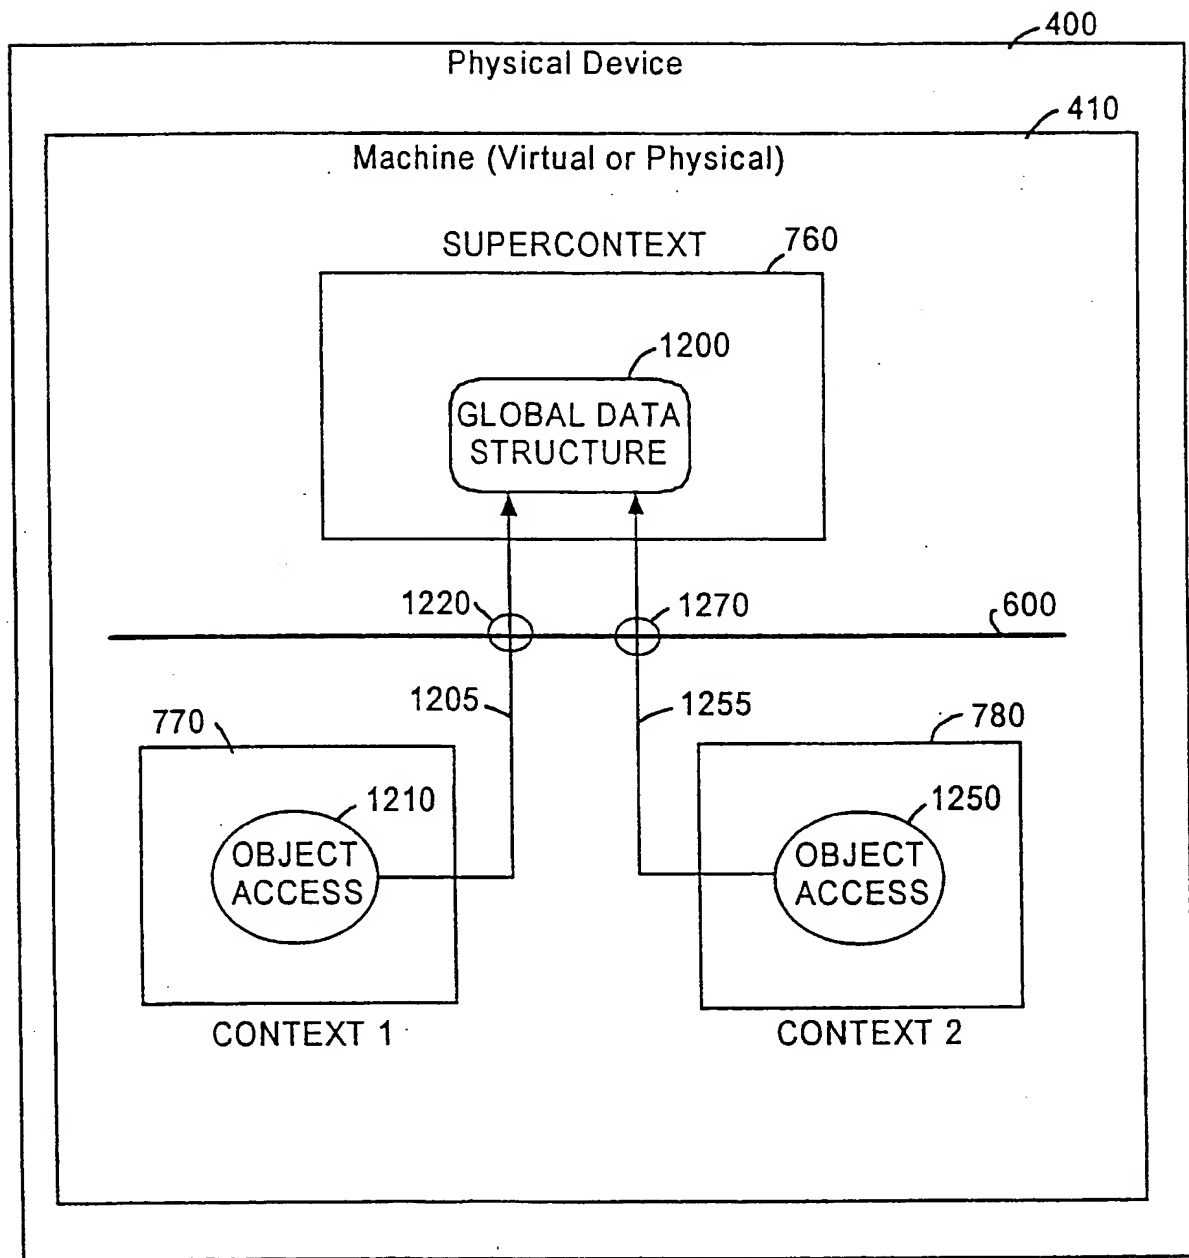 400
Physical Device
410
Machine (Virtual or Physical)
SUPERCONTEXT
760
1200
GLOBAL DATA
STRUCTURE
1220
1270
600
1205
1255
770
780
1210
1250
OBJECT
ACCESS
OBJECT
ACCESS
CONTEXT 1
CONTEXT 2